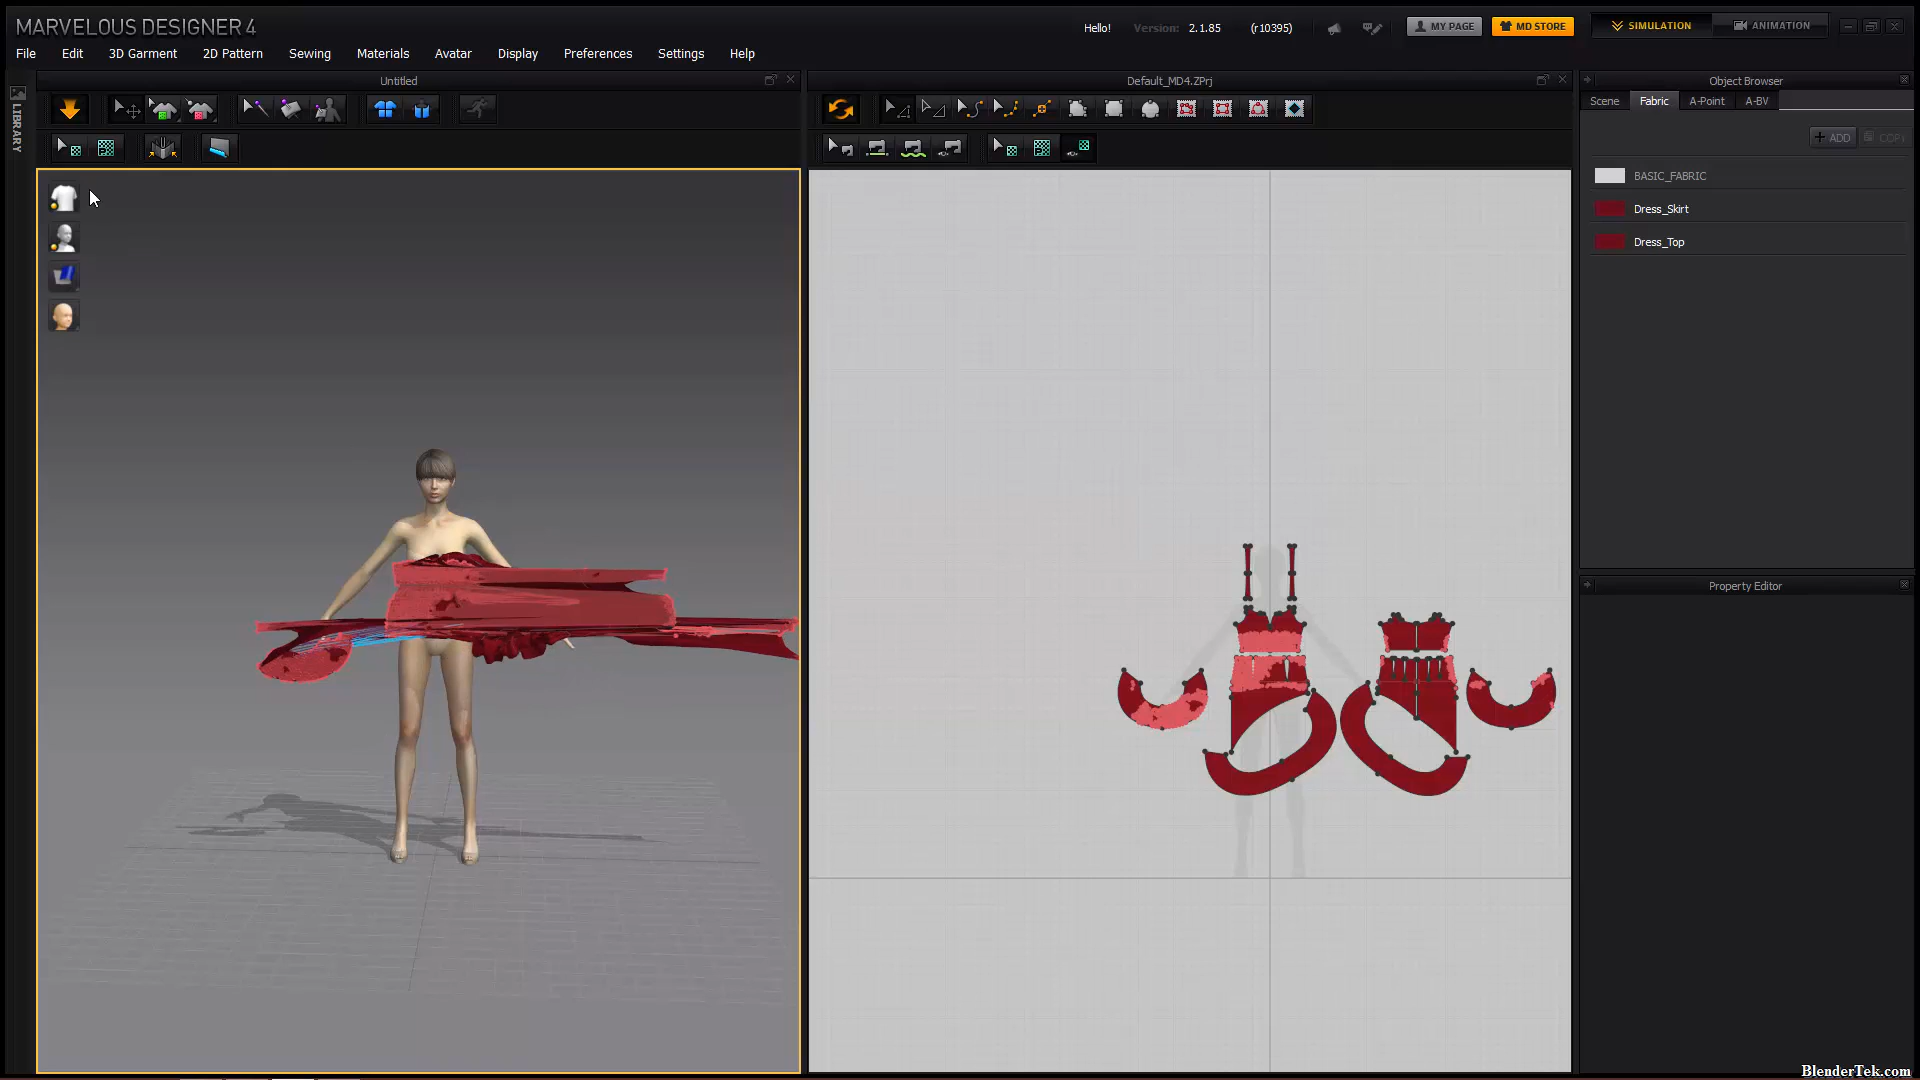 MARVELOUS DESIGNER 4
Hello! Version: 2.1.85 (r10395) MY PAGE MD STORE SIMULATION ANIMATION
File Edit 3D Garment 2D Pattern Sewing Materials Avatar Display Preferences Settings Help
Untitled
Default_MD4.ZPrj
Object Browser
LIBRARY
Scene Fabric A-Point A-BV
+ ADD COPY
BASIC_FABRIC
Dress_Skirt
Dress_Top
Property Editor
BlenderTek.com